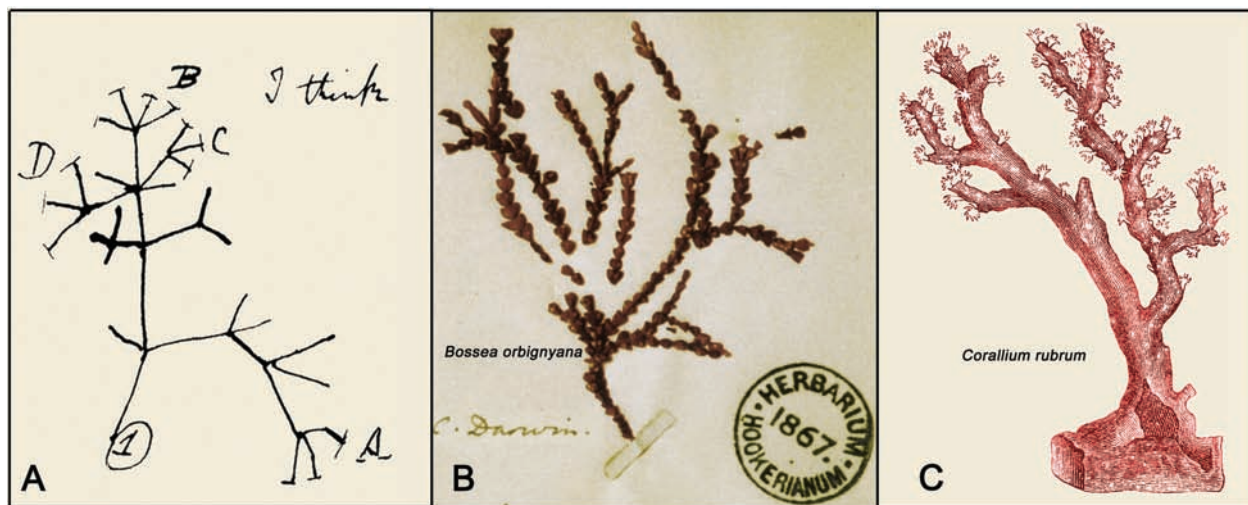 I think
B
C
D
A
1
A
Bossea orbignyana
C. Darwin.
HERBARIUM
HOOKERIANUM
1867.
B
Corallium rubrum
C